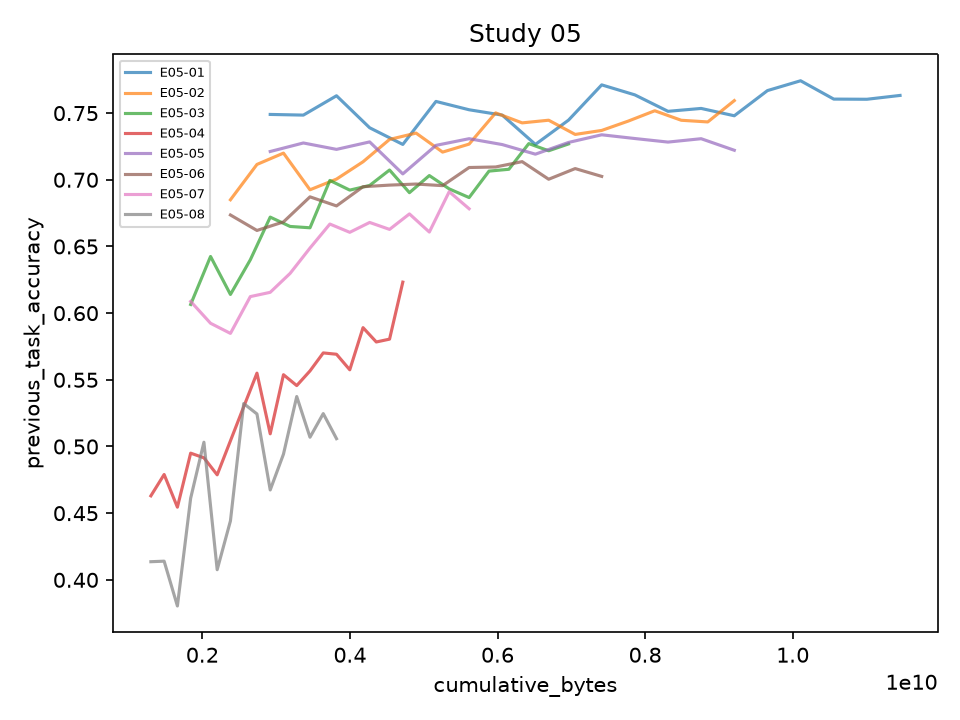 Study 05
E05-01
E05-02
E05-03
E05-04
E05-05
E05-06
E05-07
E05-08
0.75
0.70
0.65
0.60
0.55
0.50
0.45
0.40
previous_task_accuracy
0.2 0.4 0.6 0.8 1.0
1e10
cumulative_bytes